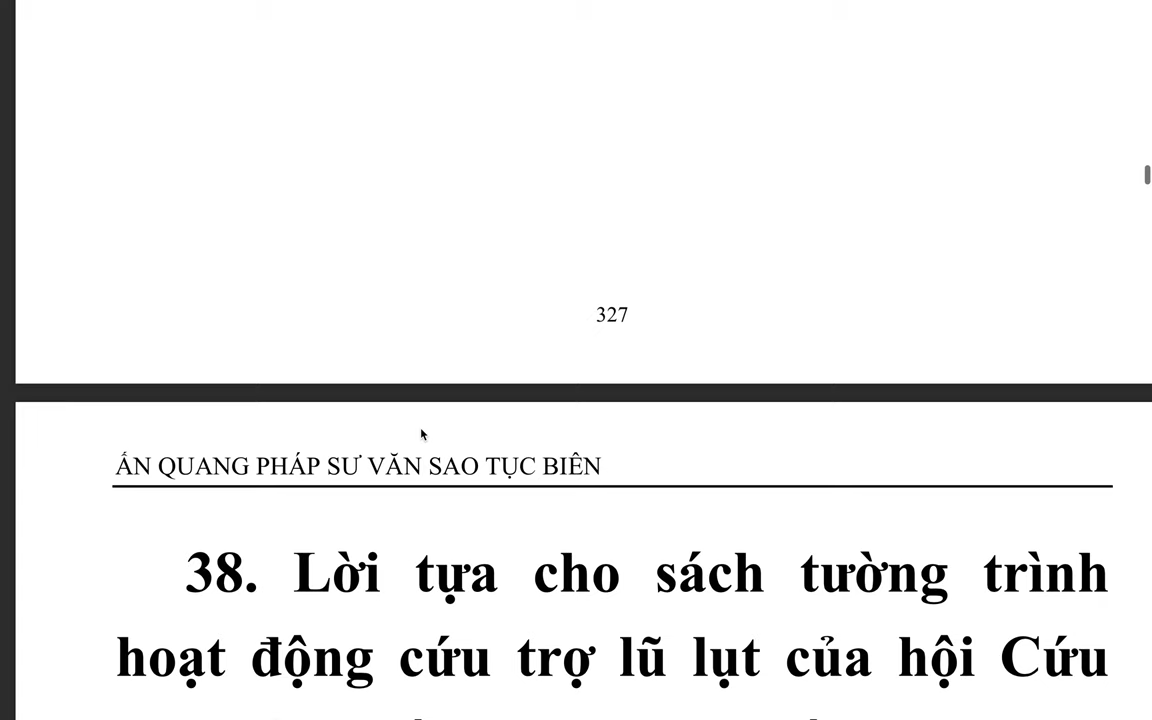 327
ẤN QUANG PHÁP SƯ VĂN SAO TỤC BIÊN
38. Lời tựa cho sách tường trình
hoạt động cứu trợ lũ lụt của hội Cứu